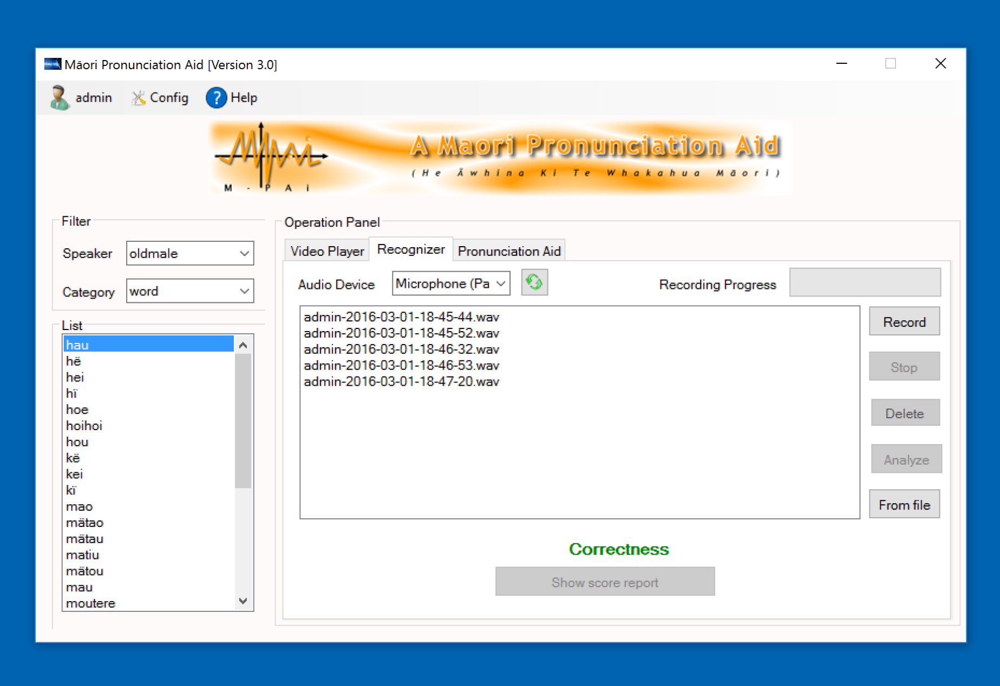 Māori Pronunciation Aid [Version 3.0]
admin Config ? Help
M - P A i
A Maori Pronunciation Aid
(He Āwhina Ki Te Whakahua Māori)
Filter
Speaker oldmale
Category word
List
hau
hë
hei
hï
hoe
hoihoi
hou
kë
kei
kï
mao
mätao
mätau
matiu
mätou
mau
moutere
Operation Panel
Video Player Recognizer Pronunciation Aid
Audio Device Microphone (Pa Recording Progress
admin-2016-03-01-18-45-44.wav
admin-2016-03-01-18-45-52.wav
admin-2016-03-01-18-46-32.wav
admin-2016-03-01-18-46-53.wav
admin-2016-03-01-18-47-20.wav
Record
Stop
Delete
Analyze
From file
Correctness
Show score report